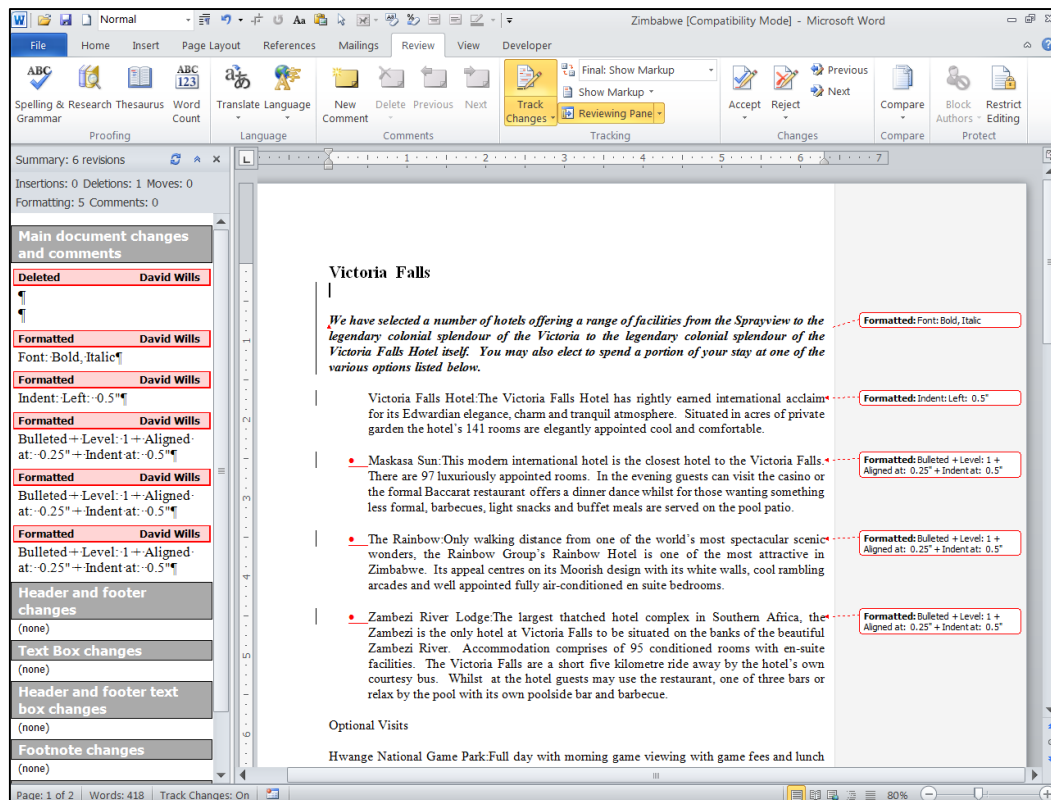 Normal
Zimbabwe [Compatibility Mode] - Microsoft Word
File Home Insert Page Layout References Mailings Review View Developer
ABC
Spelling & Grammar
Research
Thesaurus
ABC 123
Word Count
Proofing
Translate
Language
Language
New Comment
Delete
Previous
Next
Comments
Track Changes
Final: Show Markup
Show Markup
Reviewing Pane
Tracking
Accept
Reject
Previous
Next
Changes
Compare
Compare
Block Authors
Restrict Editing
Protect
Summary: 6 revisions
Insertions: 0 Deletions: 1 Moves: 0
Formatting: 5 Comments: 0
Main document changes
and comments
Deleted David Wills
¶
¶
Formatted David Wills
Font: Bold, Italic¶
Formatted David Wills
Indent: Left: 0.5"¶
Formatted David Wills
Bulleted + Level: 1 + Aligned
at: 0.25" + Indent at: 0.5"¶
Formatted David Wills
Bulleted + Level: 1 + Aligned
at: 0.25" + Indent at: 0.5"¶
Formatted David Wills
Bulleted + Level: 1 + Aligned
at: 0.25" + Indent at: 0.5"¶
Header and footer
changes
(none)
Text Box changes
(none)
Header and footer text
box changes
(none)
Footnote changes
(none)
1 2 3 4 5 6 7
1
2
3
4
5
6
Victoria Falls
We have selected a number of hotels offering a range of facilities from the Sprayview to the
legendary colonial splendour of the Victoria to the legendary colonial splendour of the
Victoria Falls Hotel itself. You may also elect to spend a portion of your stay at one of the
various options listed below.
Victoria Falls Hotel:The Victoria Falls Hotel has rightly earned international acclaim
for its Edwardian elegance, charm and tranquil atmosphere. Situated in acres of private
garden the hotel's 141 rooms are elegantly appointed cool and comfortable.
• Maskasa Sun:This modern international hotel is the closest hotel to the Victoria Falls.
There are 97 luxuriously appointed rooms. In the evening guests can visit the casino or
the formal Baccarat restaurant offers a dinner dance whilst for those wanting something
less formal, barbecues, light snacks and buffet meals are served on the pool patio.
• The Rainbow:Only walking distance from one of the world's most spectacular scenic
wonders, the Rainbow Group's Rainbow Hotel is one of the most attractive in
Zimbabwe. Its appeal centres on its Moorish design with its white walls, cool rambling
arcades and well appointed fully air-conditioned en suite bedrooms.
• Zambezi River Lodge:The largest thatched hotel complex in Southern Africa, the
Zambezi is the only hotel at Victoria Falls to be situated on the banks of the beautiful
Zambezi River. Accommodation comprises of 95 conditioned rooms with en-suite
facilities. The Victoria Falls are a short five kilometre ride away by the hotel's own
courtesy bus. Whilst at the hotel guests may use the restaurant, one of three bars or
relax by the pool with its own poolside bar and barbecue.
Optional Visits
Hwange National Game Park:Full day with morning game viewing with game fees and lunch
Formatted: Font: Bold, Italic
Formatted: Indent: Left: 0.5"
Formatted: Bulleted + Level: 1 +
Aligned at: 0.25" + Indent at: 0.5"
Formatted: Bulleted + Level: 1 +
Aligned at: 0.25" + Indent at: 0.5"
Formatted: Bulleted + Level: 1 +
Aligned at: 0.25" + Indent at: 0.5"
Page: 1 of 2 Words: 418 Track Changes: On 80%